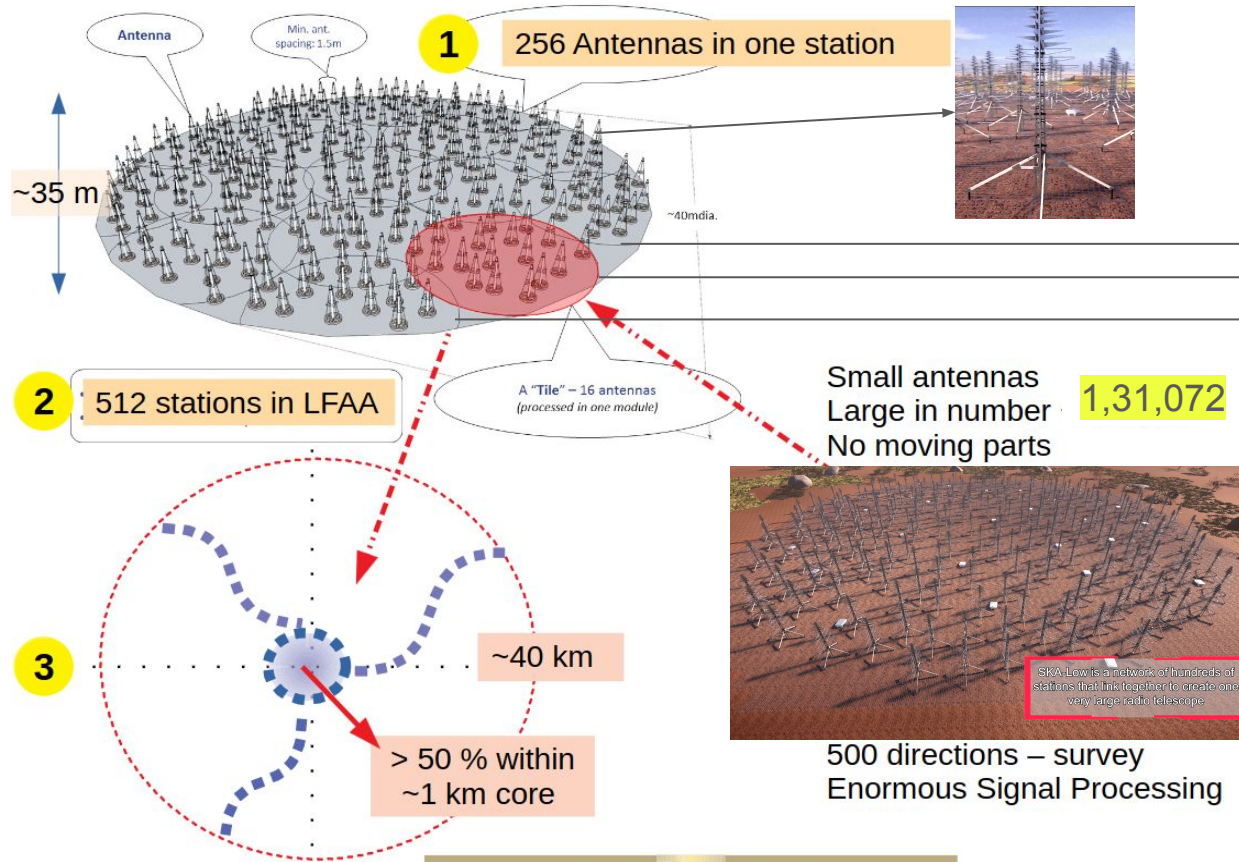 Antenna
Min. ant.
spacing: 1.5m
1
256 Antennas in one station
~35 m
~40mdia.
2
512 stations in LFAA
A "Tile" – 16 antennas
(processed in one module)
Small antennas
Large in number
1,31,072
No moving parts
3
~40 km
> 50 % within
~1 km core
SKA-Low is a network of hundreds of
stations that link together to create one
very large radio telescope
500 directions – survey
Enormous Signal Processing